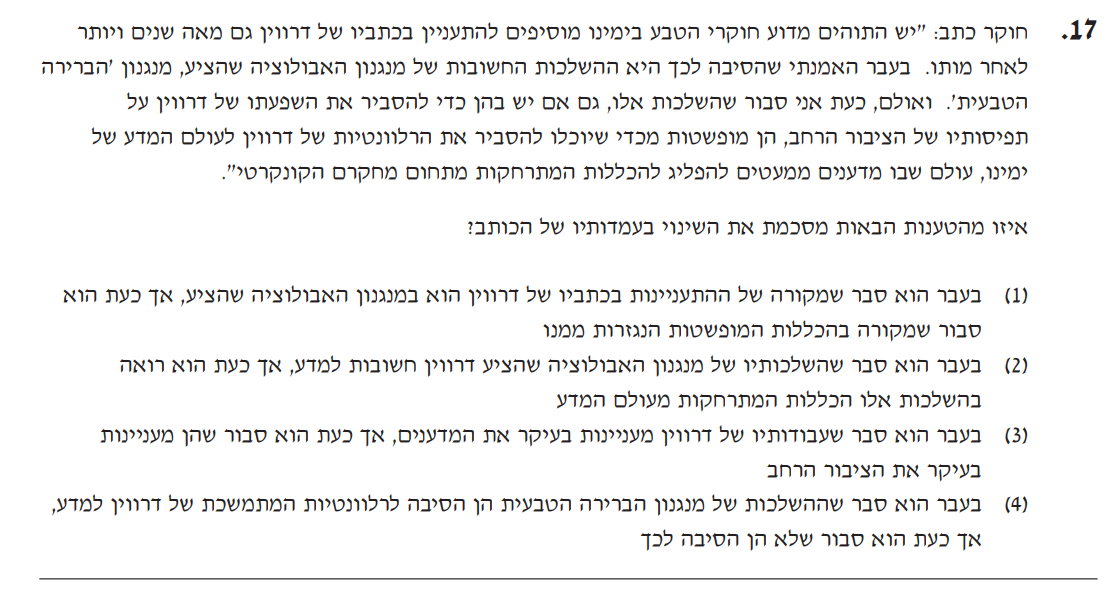 17. חוקר כתב: "יש התוהים מדוע חוקרי הטבע בימינו מוסיפים להתעניין בכתביו של דרווין גם מאה שנים ויותר
לאחר מותו. בעבר האמנתי שהסיבה לכך היא ההשלכות החשובות של מנגנון האבולוציה שהציע, מנגנון 'הברירה
הטבעית'. ואולם, כעת אני סבור שהשלכות אלו, גם אם יש בהן כדי להסביר את השפעתו של דרווין על
תפיסותיו של הציבור הרחב, הן מופשטות מכדי שיוכלו להסביר את הרלוונטיות של דרווין לעולם המדע של
ימינו, עולם שבו מדענים ממעטים להפליג להכללות המתרחקות מתחום מחקרם הקונקרטי".
איזו מהטענות הבאות מסכמת את השינוי בעמדותיו של הכותב?
(1) בעבר הוא סבר שמקורה של ההתעניינות בכתביו של דרווין הוא במנגנון האבולוציה שהציע, אך כעת הוא
סבור שמקורה בהכללות המופשטות הנגזרות ממנו
(2) בעבר הוא סבר שהשלכותיו של מנגנון האבולוציה שהציע דרווין חשובות למדע, אך כעת הוא רואה
בהשלכות אלו הכללות המתרחקות מעולם המדע
(3) בעבר הוא סבר שעבודותיו של דרווין מעניינות בעיקר את המדענים, אך כעת הוא סבור שהן מעניינות
בעיקר את הציבור הרחב
(4) בעבר הוא סבר שההשלכות של מנגנון הברירה הטבעית הן הסיבה לרלוונטיות המתמשכת של דרווין למדע,
אך כעת הוא סבור שלא הן הסיבה לכך